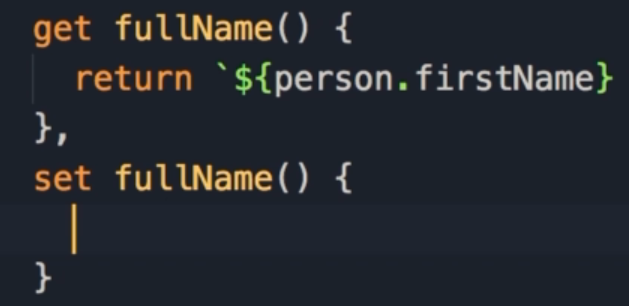 get fullName() {
return `${person.firstName}
},
set fullName() {
}